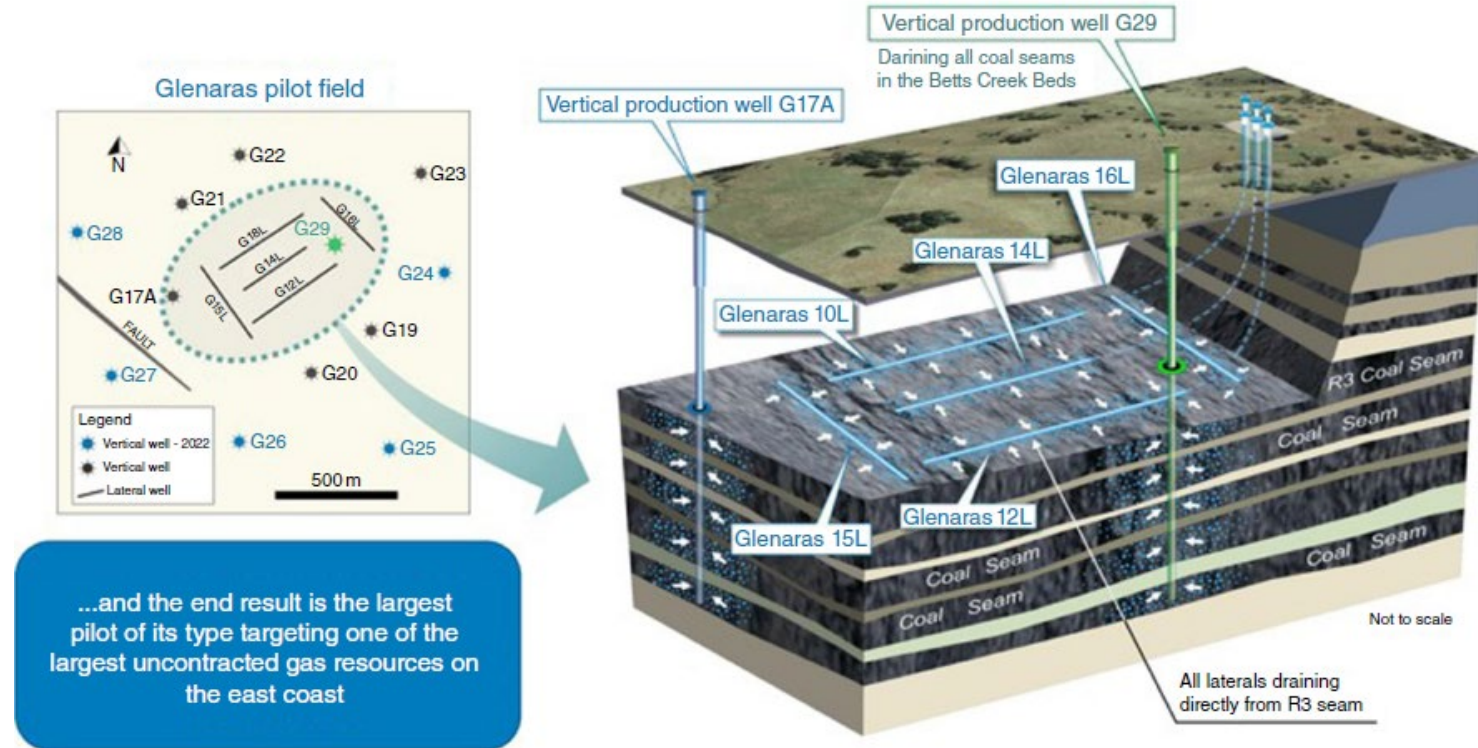 Glenaras pilot field
N
G22
G23
G21
G28
G18L
G29
G16L
G14L
G24
G12L
G15L
G17A
FAULT
G19
G27
G20
G26
G25
Legend
Vertical well - 2022
Vertical well
Lateral well
500 m
...and the end result is the largest
pilot of its type targeting one of the
largest uncontracted gas resources on
the east coast
Vertical production well G29
Darining all coal seams
in the Betts Creek Beds
Vertical production well G17A
Glenaras 16L
Glenaras 14L
Glenaras 10L
Glenaras 12L
Glenaras 15L
R3 Coal Seam
Coal Seam
Coal Seam
Coal Seam
Coal Seam
Not to scale
All laterals draining
directly from R3 seam